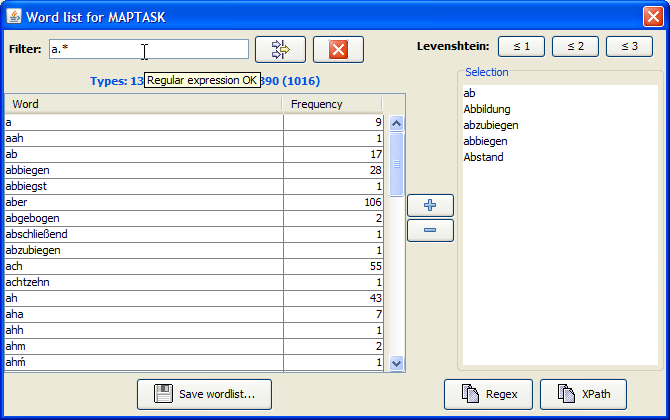 Word list for MAPTASK
Filter: a.*
Levenshtein: ≤ 1 ≤ 2 ≤ 3
Types: 13
Regular expression OK
390 (1016)
Word Frequency
a 9
aah 1
ab 17
abbiegen 28
abbiegst 1
aber 106
abgebogen 2
abschließend 1
abzubiegen 1
ach 55
achtzehn 1
ah 43
aha 7
ahh 1
ahm 2
ahḿ 1
Selection
ab
Abbildung
abzubiegen
abbiegen
Abstand
Save wordlist...
Regex
XPath